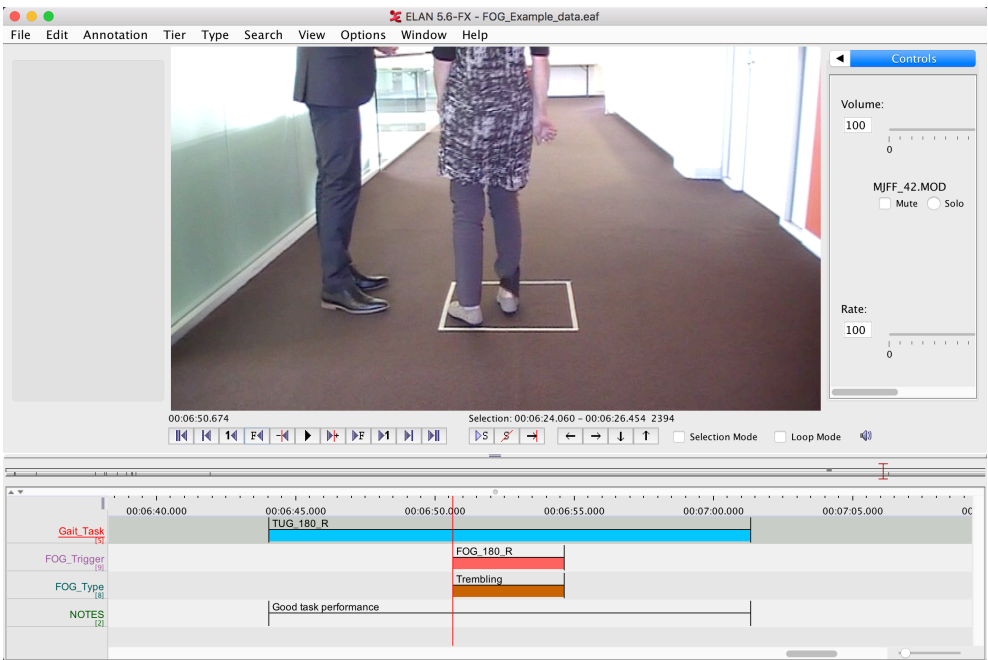 ELAN 5.6-FX - FOG_Example_data.eaf
File Edit Annotation Tier Type Search View Options Window Help
Controls
Volume:
100
0
MJFF_42.MOD
Mute Solo
Rate:
100
0
00:06:50.674
Selection: 00:06:24.060 - 00:06:26.454 2394
1 F + F 1 S S
Selection Mode Loop Mode
00:06:40.000 00:06:45.000 00:06:50.000 00:06:55.000 00:07:00.000 00:07:05.000 00
Gait_Task
[5]
TUG_180_R
FOG_Trigger
[9]
FOG_180_R
FOG_Type
[8]
Trembling
NOTES
[2]
Good task performance